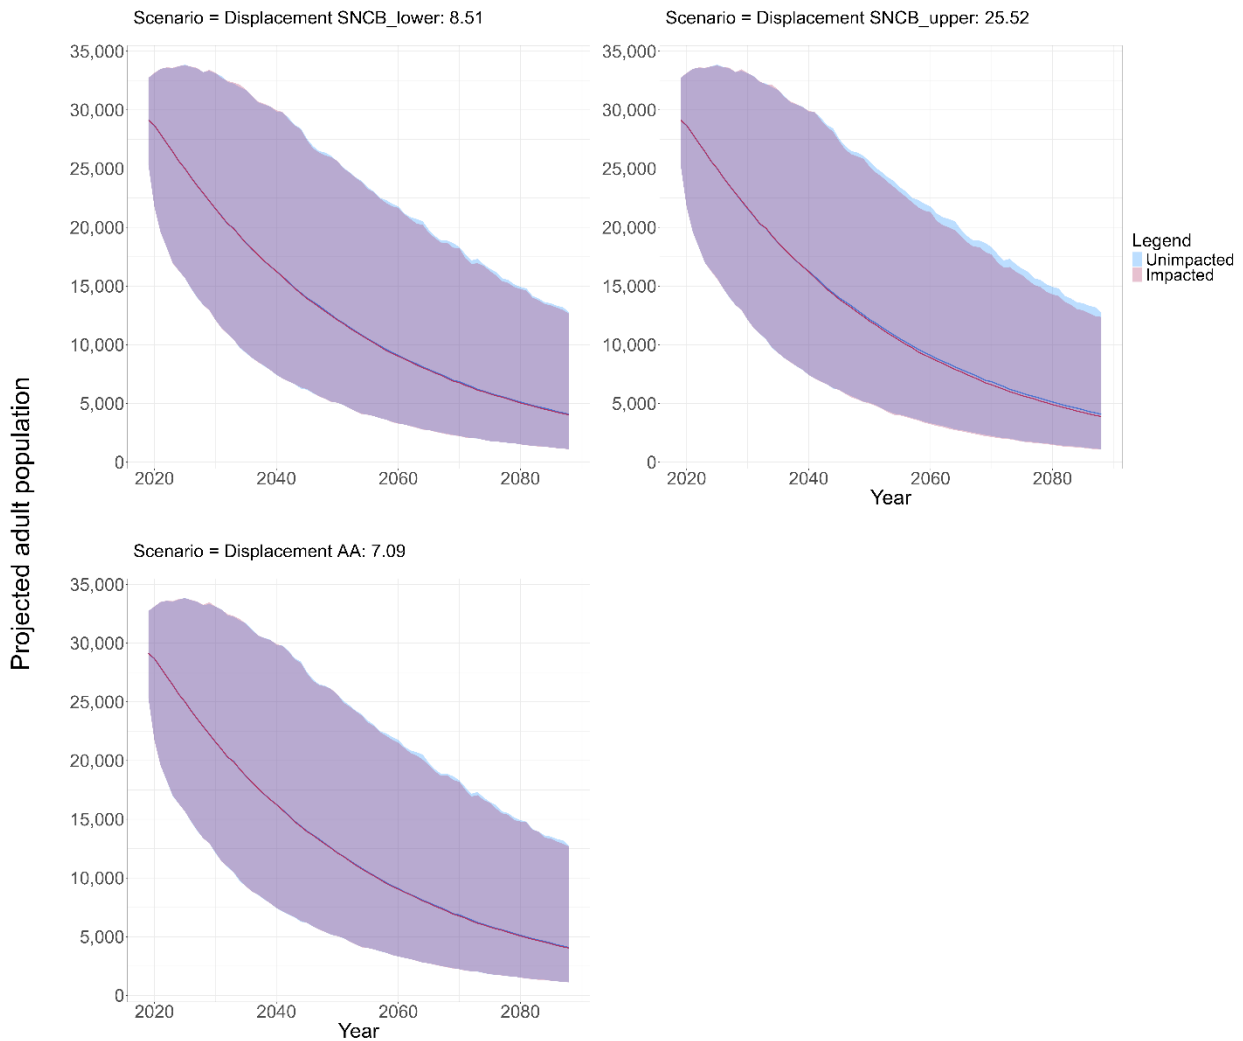 Scenario = Displacement SNCB_lower: 8.51
35,000
30,000
25,000
20,000
15,000
10,000
5,000
0
2020 2040 2060 2080
Scenario = Displacement SNCB_upper: 25.52
35,000
30,000
25,000
20,000
15,000
10,000
5,000
0
2020 2040 2060 2080
Year
Legend
Unimpacted
Impacted
Projected adult population
Scenario = Displacement AA: 7.09
35,000
30,000
25,000
20,000
15,000
10,000
5,000
0
2020 2040 2060 2080
Year